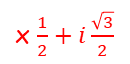 × 1/2 + i √3/2